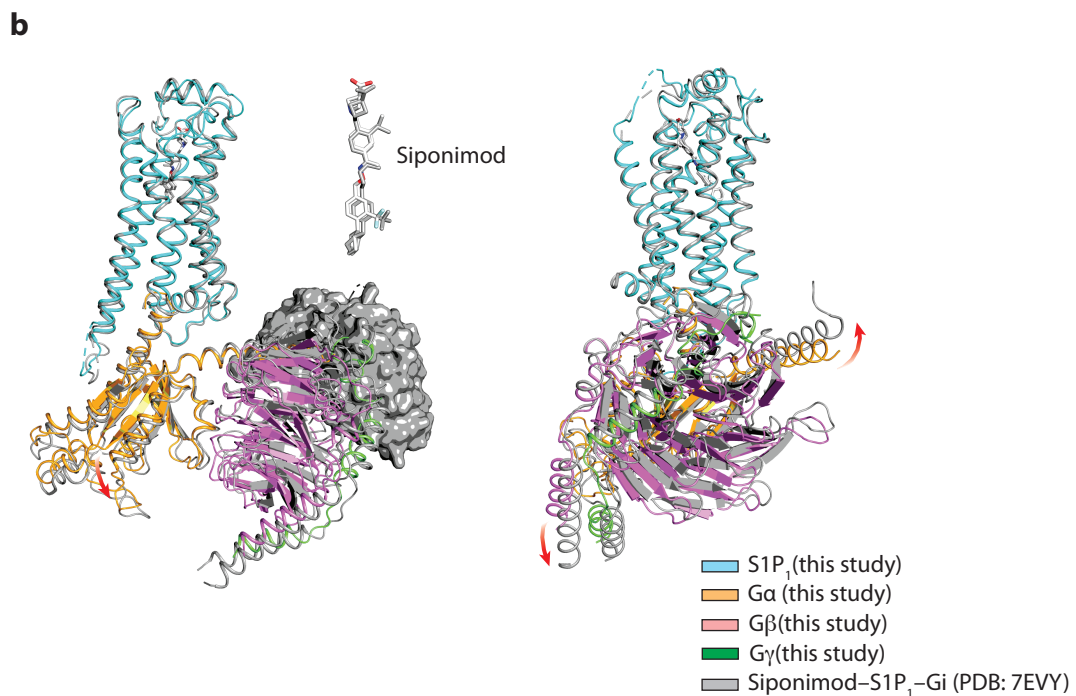 b
Siponimod
S1P₁(this study)
Gα (this study)
Gβ(this study)
Gγ(this study)
Siponimod–S1P₁–Gi (PDB: 7EVY)